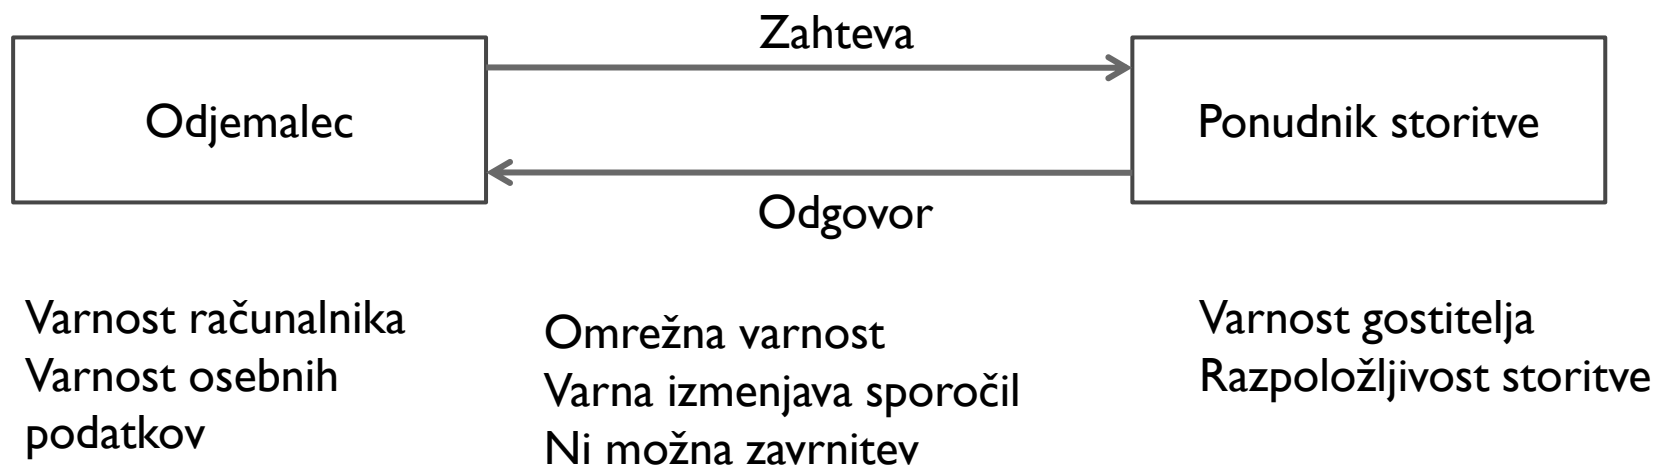 Zahteva
Odjemalec
Ponudnik storitve
Odgovor
Varnost računalnika
Varnost osebnih
podatkov
Omrežna varnost
Varna izmenjava sporočil
Ni možna zavrnitev
Varnost gostitelja
Razpoložljivost storitve